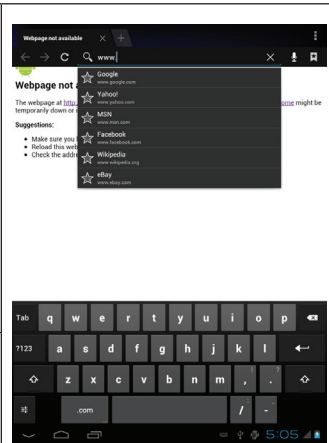 Webpage not available
www.
Google
www.google.com
Yahoo!
www.yahoo.com
MSN
www.msn.com
Facebook
www.facebook.com
Wikipedia
www.wikipedia.org
eBay
www.ebay.com
Webpage not a
The webpage at http: ome might be
temporarily down or
Suggestions:
Make sure you
Reload this web
Check the addre
Tab q w e r t y u i o p
?123 a s d f g h j k l
z x c v b n m , ! . ?
.com / -
5:05